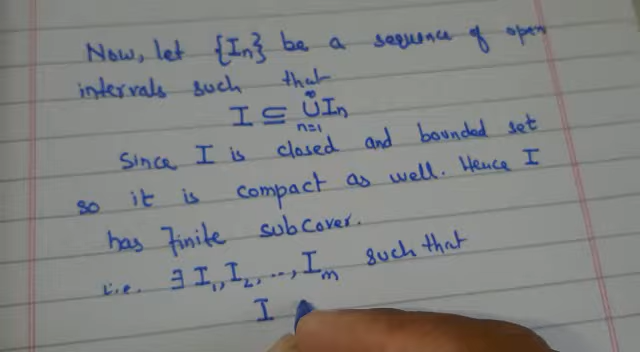 Now, let {In} be a sequence of open
intervals such that
I ⊆ ∞∪n=1 In
Since I is closed and bounded set
so it is compact as well. Hence I
has finite subcover.
i.e. ∃ I1, I2, .., Im such that
I